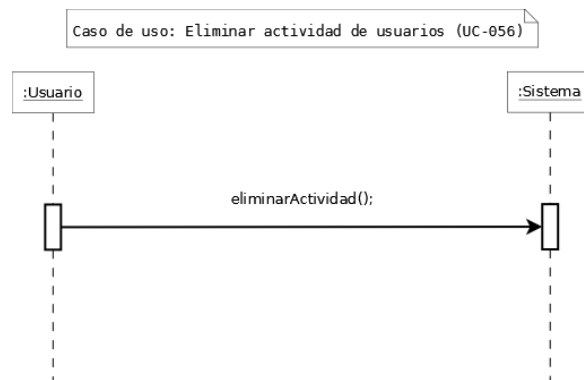 Caso de uso: Eliminar actividad de usuarios (UC-056)
:Usuario
:Sistema
eliminarActividad();